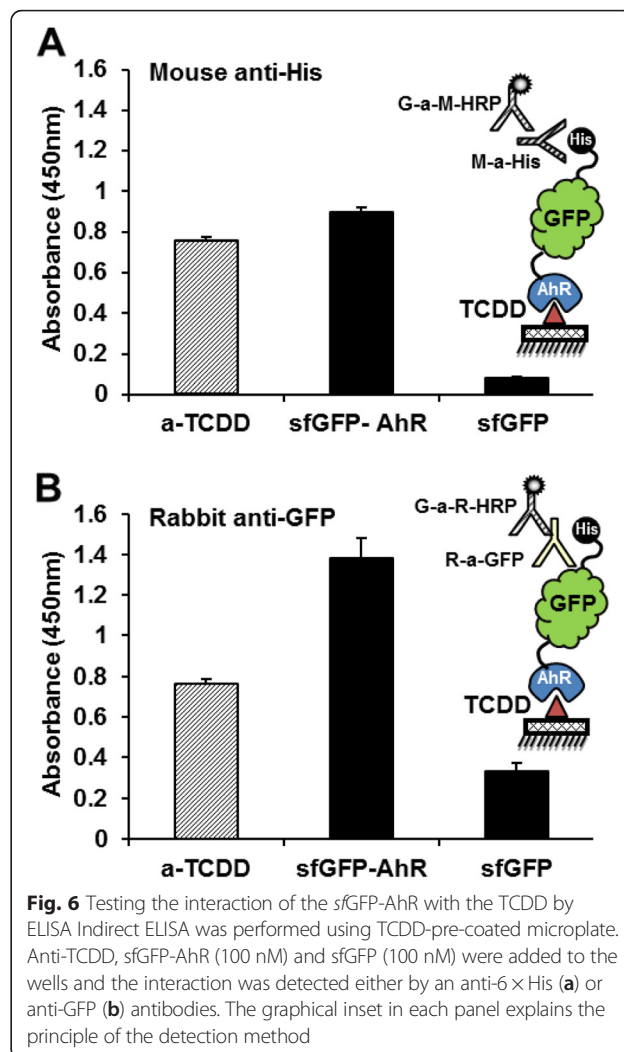 A
Mouse anti-His
Absorbance (450nm)
1.6
1.4
1.2
1
0.8
0.6
0.4
0.2
0
G-a-M-HRP
M-a-His
His
GFP
AhR
TCDD
a-TCDD
sfGFP- AhR
sfGFP
B
Rabbit anti-GFP
Absorbance (450nm)
1.6
1.4
1.2
1
0.8
0.6
0.4
0.2
0
G-a-R-HRP
R-a-GFP
His
GFP
AhR
TCDD
a-TCDD
sfGFP-AhR
sfGFP
Fig. 6 Testing the interaction of the sfGFP-AhR with the TCDD by
ELISA Indirect ELISA was performed using TCDD-pre-coated microplate.
Anti-TCDD, sfGFP-AhR (100 nM) and sfGFP (100 nM) were added to the
wells and the interaction was detected either by an anti-6 × His (a) or
anti-GFP (b) antibodies. The graphical inset in each panel explains the
principle of the detection method